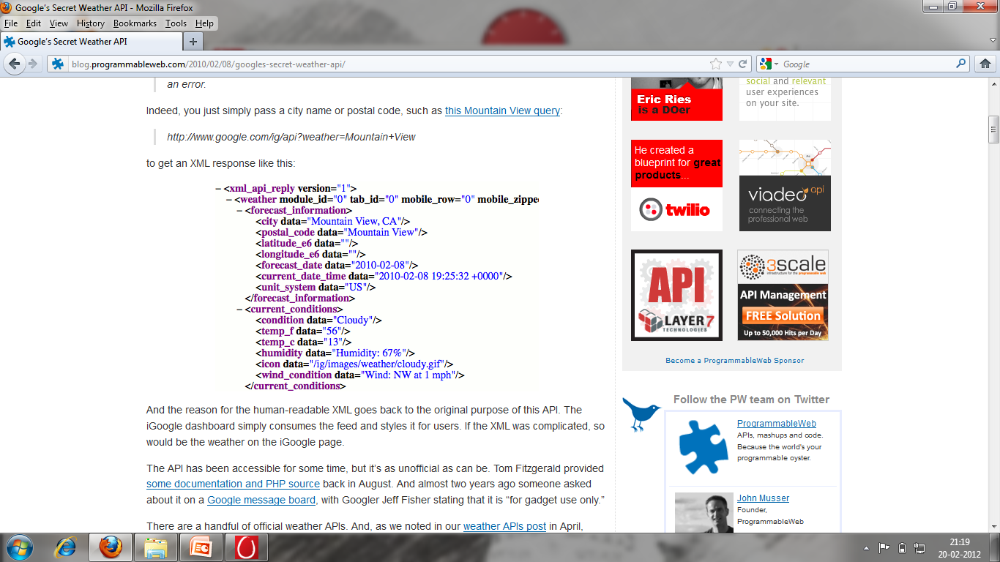 Google's Secret Weather API - Mozilla Firefox
File Edit View History Bookmarks Tools Help
Google's Secret Weather API
blog.programmableweb.com/2010/02/08/googles-secret-weather-api/
Google
an error.
Indeed, you just simply pass a city name or postal code, such as this Mountain View query:
http://www.google.com/ig/api?weather=Mountain+View
to get an XML response like this:
– <xml_api_reply version="1">
– <weather module_id="0" tab_id="0" mobile_row="0" mobile_zipped
– <forecast_information>
<city data="Mountain View, CA"/>
<postal_code data="Mountain View"/>
<latitude_e6 data=""/>
<longitude_e6 data=""/>
<forecast_date data="2010-02-08"/>
<current_date_time data="2010-02-08 19:25:32 +0000"/>
<unit_system data="US"/>
</forecast_information>
– <current_conditions>
<condition data="Cloudy"/>
<temp_f data="56"/>
<temp_c data="13"/>
<humidity data="Humidity: 67%"/>
<icon data="/ig/images/weather/cloudy.gif"/>
<wind_condition data="Wind: NW at 1 mph"/>
</current_conditions>
And the reason for the human-readable XML goes back to the original purpose of this API. The
iGoogle dashboard simply consumes the feed and styles it for users. If the XML was complicated, so
would be the weather on the iGoogle page.
The API has been accessible for some time, but it's as unofficial as can be. Tom Fitzgerald provided
some documentation and PHP source back in August. And almost two years ago someone asked
about it on a Google message board, with Googler Jeff Fisher stating that it is “for gadget use only.”
There are a handful of official weather APIs. And, as we noted in our weather APIs post in April,
Eric Ries
is a DOer
social and relevant
user experiences
on your site.
He created a
blueprint for great
products...
twilio
viadeo api
connecting the
professional web
API
LAYER 7
TECHNOLOGIES
3scale
infrastructure for the programmable web
API Management
FREE Solution
Up to 50,000 Hits per Day
Become a ProgrammableWeb Sponsor
Follow the PW team on Twitter
ProgrammableWeb
APIs, mashups and code.
Because the world's your
programmable oyster.
John Musser
Founder,
ProgrammableWeb
21:19
20-02-2012